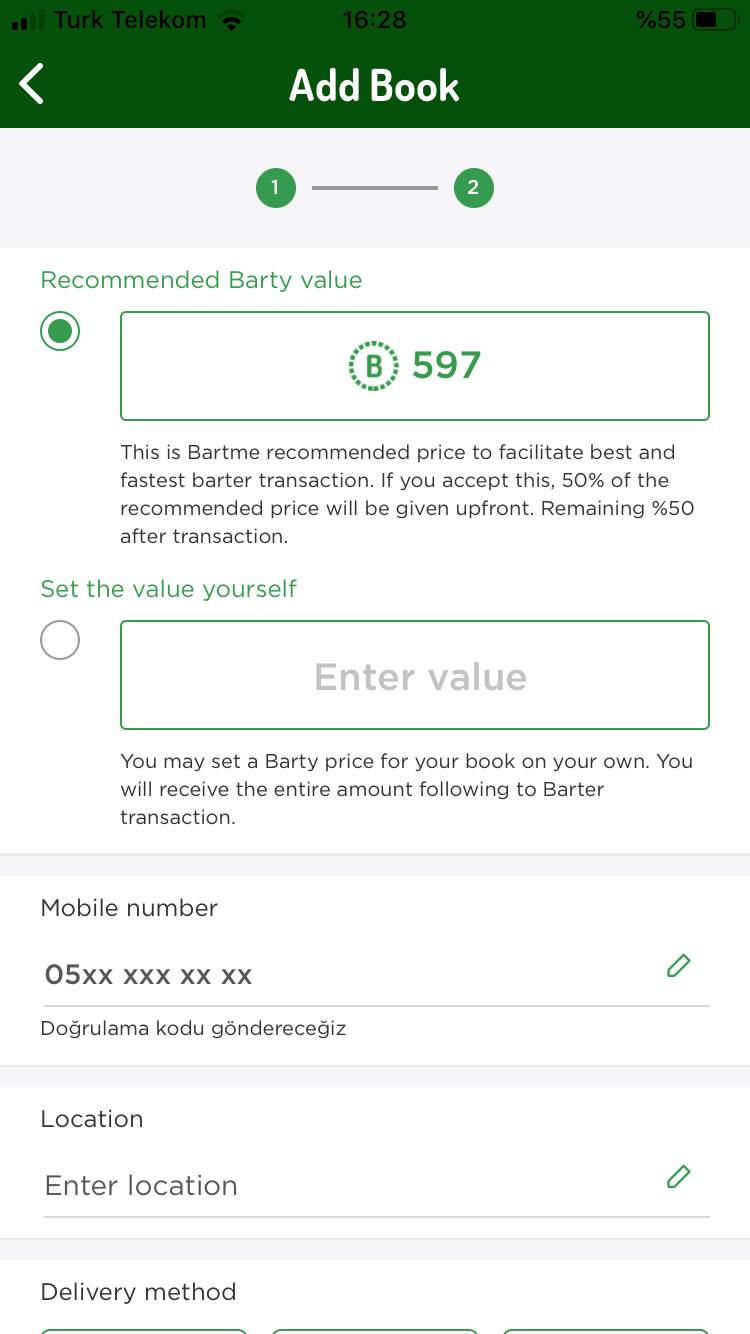 Turk Telekom 16:28 %55
Add Book
1 2
Recommended Barty value
B 597
This is Bartme recommended price to facilitate best and
fastest barter transaction. If you accept this, 50% of the
recommended price will be given upfront. Remaining %50
after transaction.
Set the value yourself
Enter value
You may set a Barty price for your book on your own. You
will receive the entire amount following to Barter
transaction.
Mobile number
05xx xxx xx xx
Doğrulama kodu göndereceğiz
Location
Enter location
Delivery method